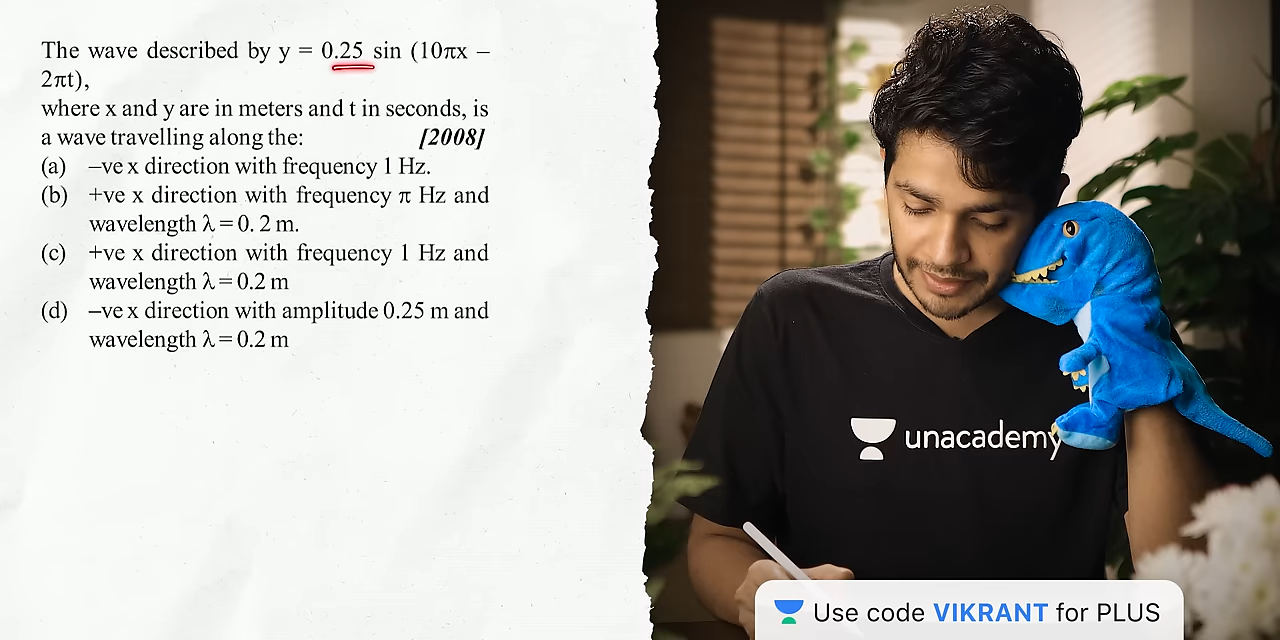 The wave described by y = 0.25 sin (10πx –
2πt),
where x and y are in meters and t in seconds, is
a wave travelling along the: [2008]
(a) –ve x direction with frequency 1 Hz.
(b) +ve x direction with frequency π Hz and
wavelength λ = 0. 2 m.
(c) +ve x direction with frequency 1 Hz and
wavelength λ = 0.2 m
(d) –ve x direction with amplitude 0.25 m and
wavelength λ = 0.2 m
unacademy
Use code VIKRANT for PLUS